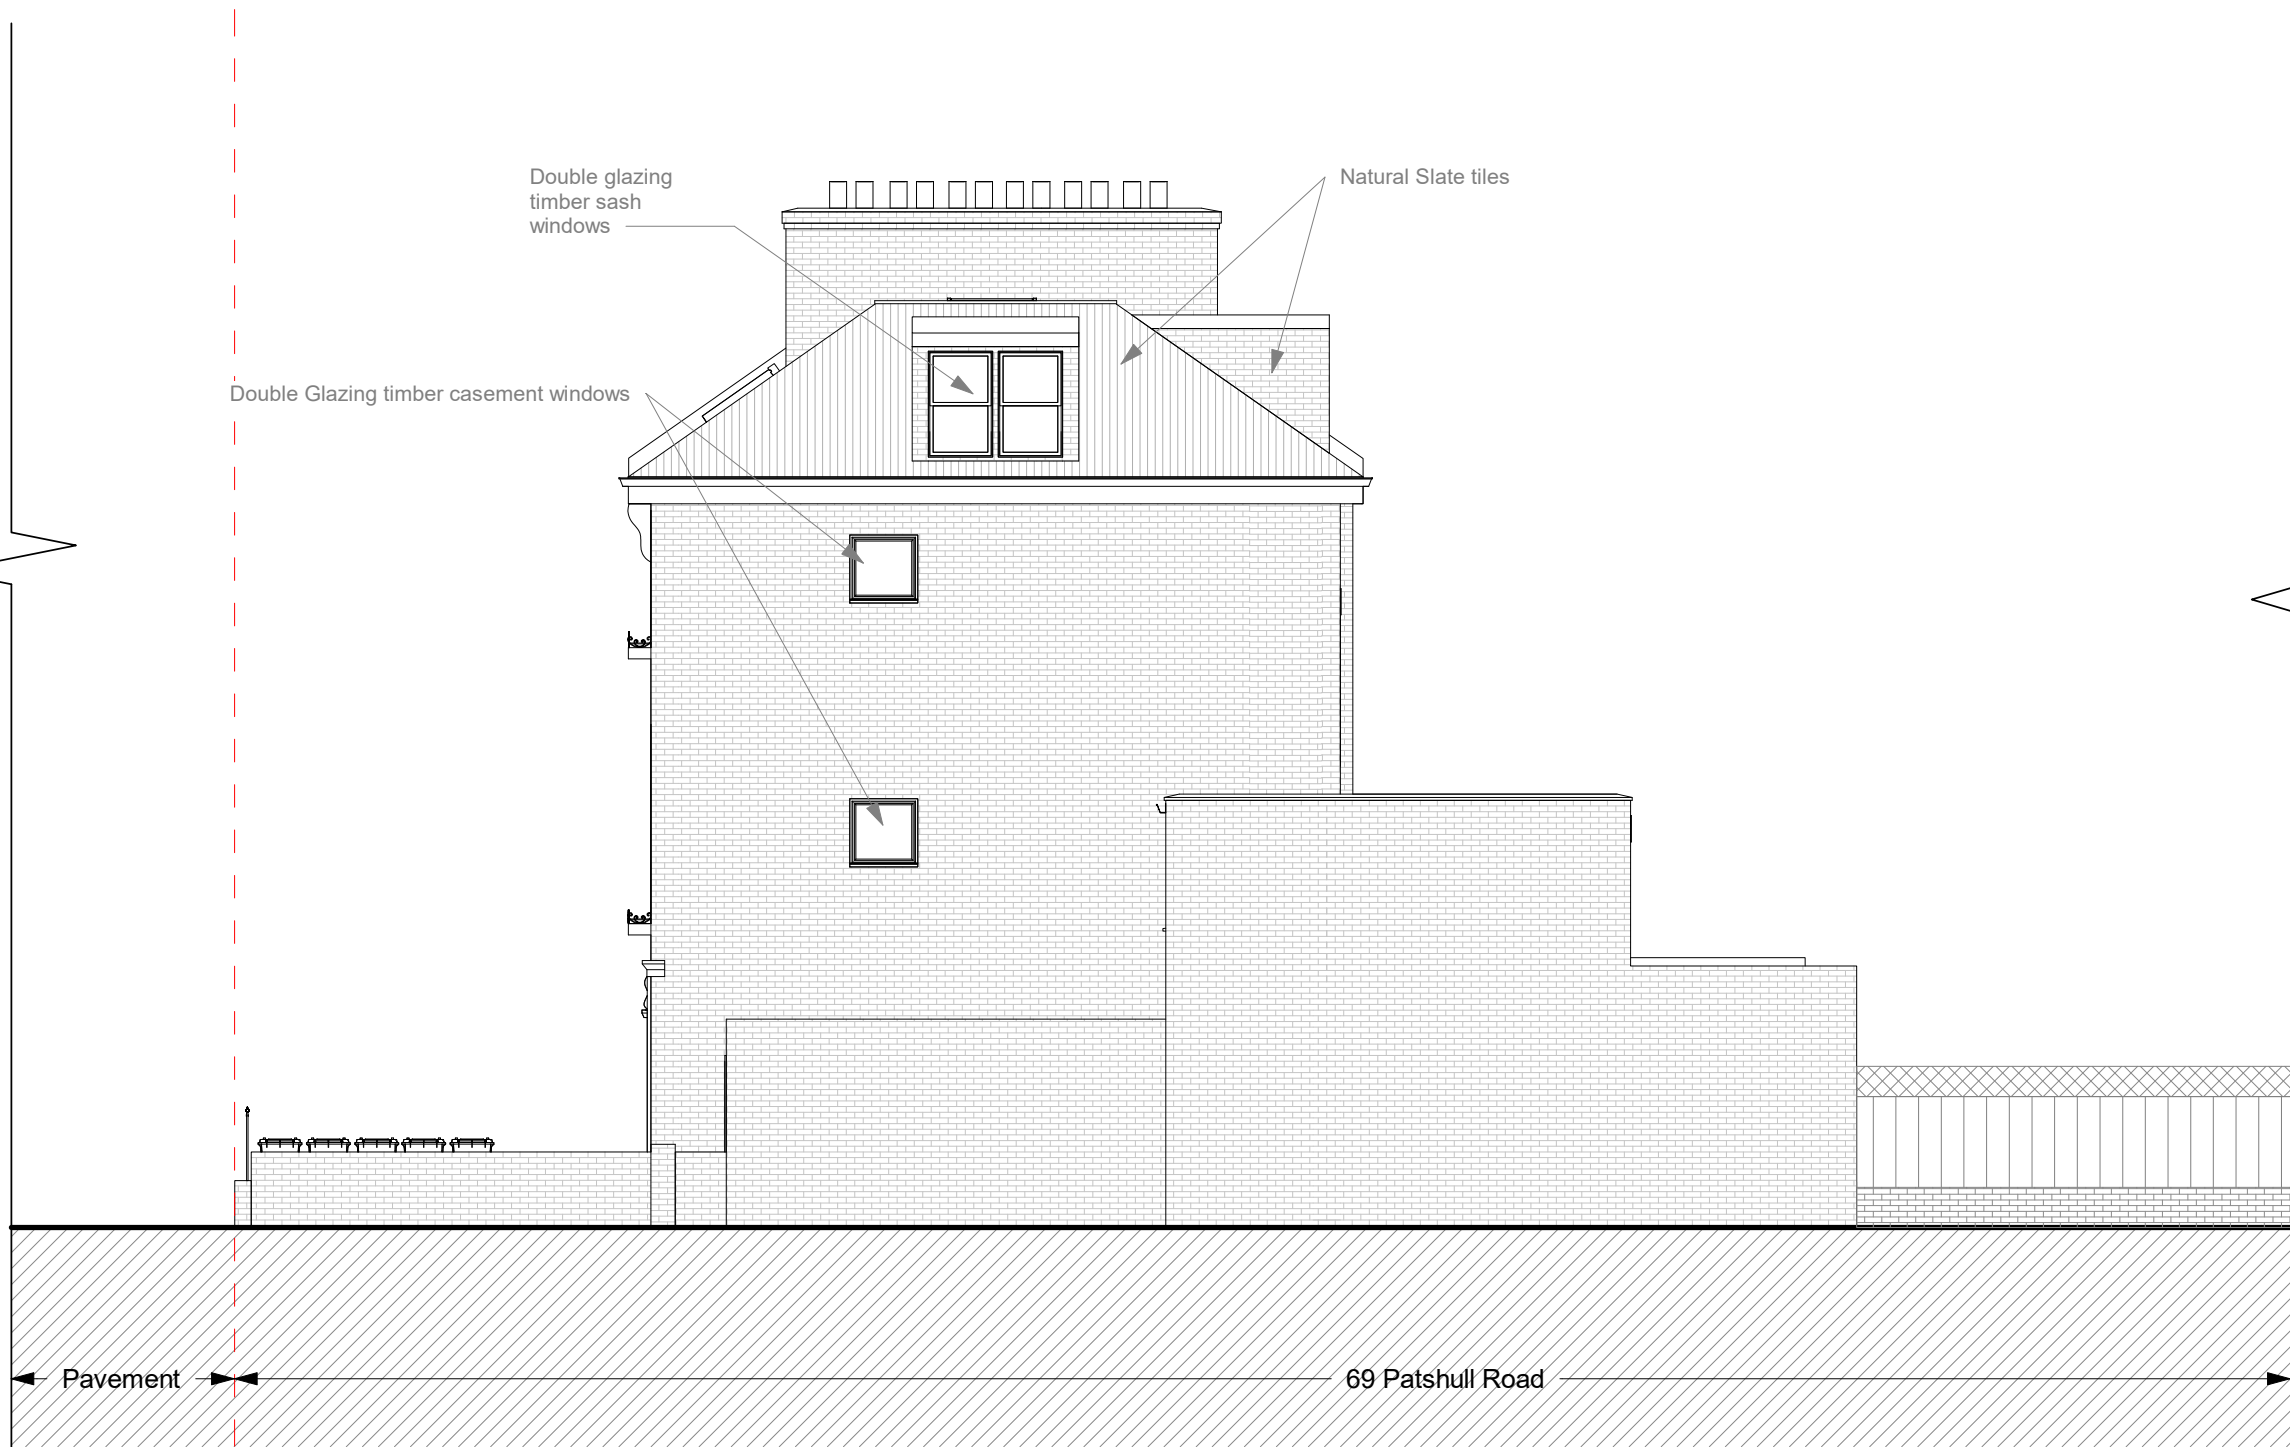 Double glazing
timber sash
windows
Natural Slate tiles
Double Glazing timber casement windows
Pavement
69 Patshull Road